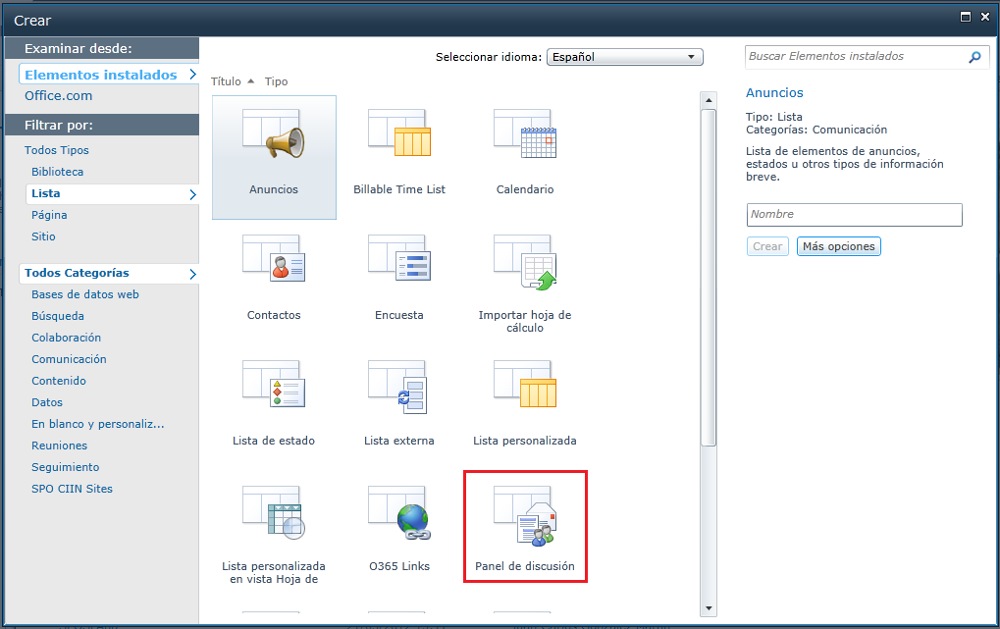 Crear
Examinar desde:
Elementos instalados
Office.com
Filtrar por:
Todos Tipos
Biblioteca
Lista
Página
Sitio
Todos Categorías
Bases de datos web
Búsqueda
Colaboración
Comunicación
Contenido
Datos
En blanco y personaliz...
Reuniones
Seguimiento
SPO CIIN Sites
Seleccionar idioma: Español
Título Tipo
Anuncios
Billable Time List
Calendario
Contactos
Encuesta
Importar hoja de
cálculo
Lista de estado
Lista externa
Lista personalizada
Lista personalizada
en vista Hoja de
O365 Links
Panel de discusión
Buscar Elementos instalados
Anuncios
Tipo: Lista
Categorías: Comunicación
Lista de elementos de anuncios,
estados u otros tipos de información
breve.
Nombre
Crear
Más opciones